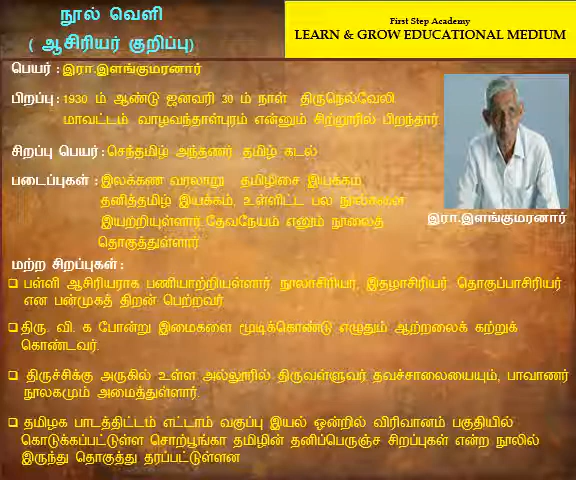 நூல் வெளி
( ஆசிரியர் குறிப்பு)
First Step Academy
LEARN & GROW EDUCATIONAL MEDIUM
பெயர் : இரா.இளங்குமரனார்
பிறப்பு : 1930 ம் ஆண்டு ஜனவரி 30 ம் நாள் திருநெல்வேலி
மாவட்டம் வாழவந்தாள்புரம் என்னும் சிற்றூரில் பிறந்தார்.
சிறப்பு பெயர் : செந்தமிழ் அந்தணர் தமிழ் கடல்
படைப்புகள் : இலக்கண வரலாறு தமிழிசை இயக்கம்,
தனித்தமிழ் இயக்கம், உள்ளிட்ட பல நூல்களை
இயற்றியுள்ளார் தேவநேயம் எனும் நூலைத்
தொகுத்துள்ளார்
இரா.இளங்குமரனார்
மற்ற சிறப்புகள் :
பள்ளி ஆசிரியராக பணியாற்றியள்ளார். நூலாசிரியர், இதழாசிரியர் தொகுப்பாசிரியர்
என பன்முகத் திறன் பெற்றவர்.
திரு. வி. க போன்று இமைகளை மூடிக்கொண்டு எழுதும் ஆற்றலைக் கற்றுக்
கொண்டவர்.
திருச்சிக்கு அருகில் உள்ள அல்லூரில் திருவள்ளுவர் தவச்சாலையையும், பாவாணர்
நூலகமும் அமைத்துள்ளார்.
தமிழக பாடத்திட்டம் எட்டாம் வகுப்பு இயல் ஒன்றில் விரிவானம் பகுதியில்
கொடுக்கப்பட்டுள்ள சொற்பூங்கா தமிழின் தனிப்பெருஞ்ச சிறப்புகள் என்ற நூலில்
இருந்து தொகுத்து தரப்பட்டுள்ளன